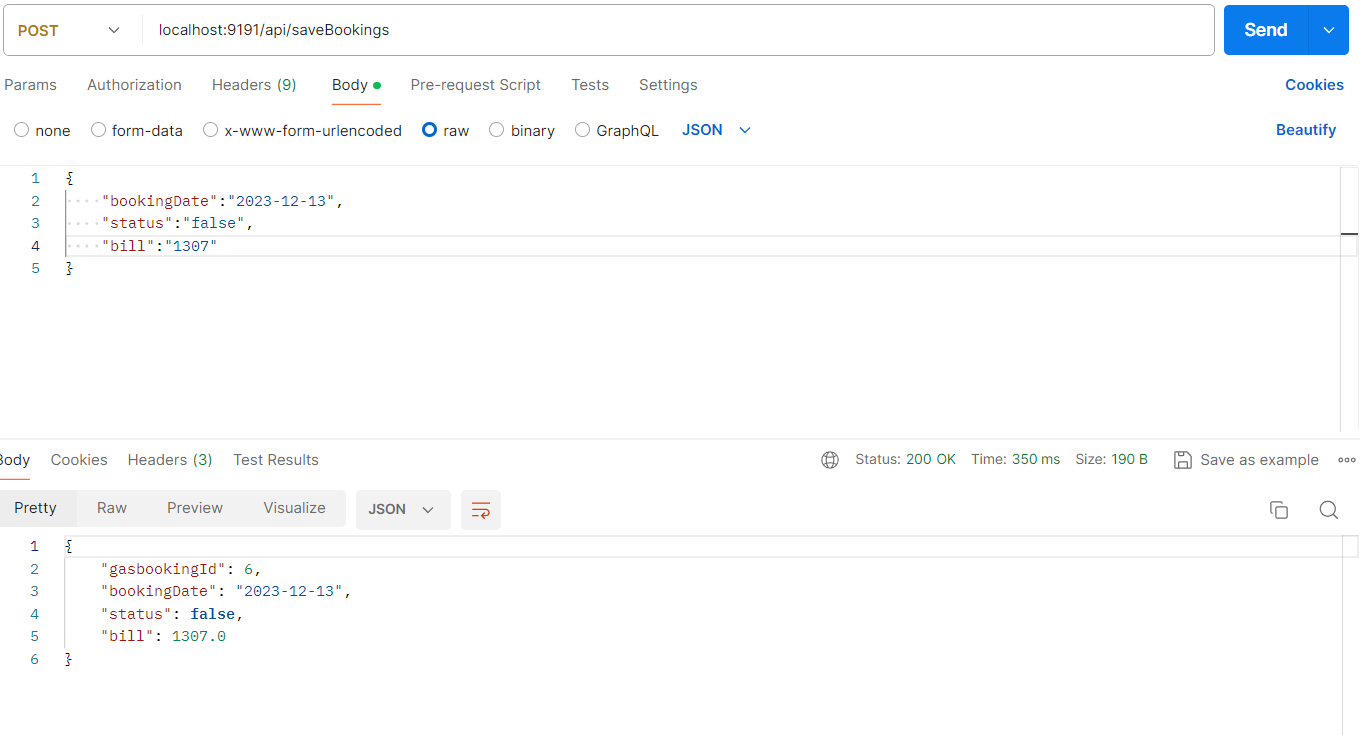 POST localhost:9191/api/saveBookings Send
Params Authorization Headers (9) Body Pre-request Script Tests Settings Cookies
none form-data x-www-form-urlencoded raw binary GraphQL JSON Beautify
1 {
2 ····"bookingDate":"2023-12-13",
3 ····"status":"false",
4 ····"bill":"1307"
5 }
Body Cookies Headers (3) Test Results Status: 200 OK Time: 350 ms Size: 190 B Save as example
Pretty Raw Preview Visualize JSON
1 {
2 "gasbookingId": 6,
3 "bookingDate": "2023-12-13",
4 "status": false,
5 "bill": 1307.0
6 }